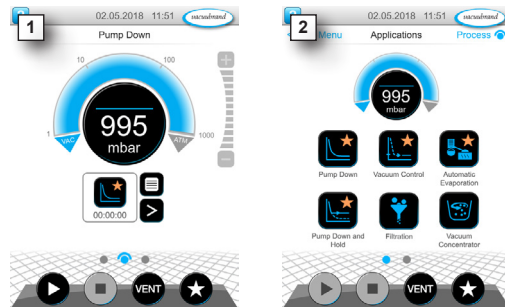 1
02.05.2018 11:51 vacuubrand
Pump Down
10 100
995
mbar
1 1000
VAC ATM
00:00:00
VENT
2
02.05.2018 11:51 vacuubrand
Menu Applications Process
995
mbar
Pump Down Vacuum Control Automatic
Evaporation
Pump Down and
Hold Filtration Vacuum
Concentrator
VENT